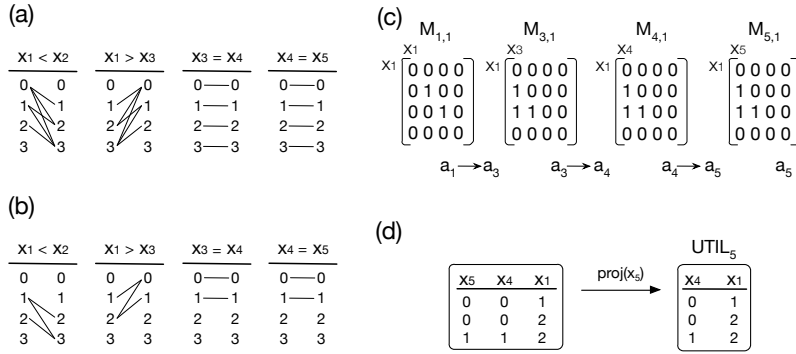 (a)
x1 < x2 x1 > x3 x3 = x4 x4 = x5
0 0 0 0 0 0 0 0
1 1 1 1 1 1 1 1
2 2 2 2 2 2 2 2
3 3 3 3 3 3 3 3
(b)
x1 < x2 x1 > x3 x3 = x4 x4 = x5
0 0 0 0 0 0 0 0
1 1 1 1 1 1 1 1
2 2 2 2 2 2 2 2
3 3 3 3 3 3 3 3
(c)
M1,1 M3,1 M4,1 M5,1
x1 x3 x4 x5
x1 0 0 0 0 x1 0 0 0 0 x1 0 0 0 0 x1 0 0 0 0
0 1 0 0 1 0 0 0 1 0 0 0 1 0 0 0
0 0 1 0 1 1 0 0 1 1 0 0 1 1 0 0
0 0 0 0 0 0 0 0 0 0 0 0 0 0 0 0
a1 → a3 a3 → a4 a4 → a5 a5
(d)
UTIL5
x5 x4 x1 proj(x5) x4 x1
0 0 1 0 1
0 0 2 0 2
1 1 2 1 2